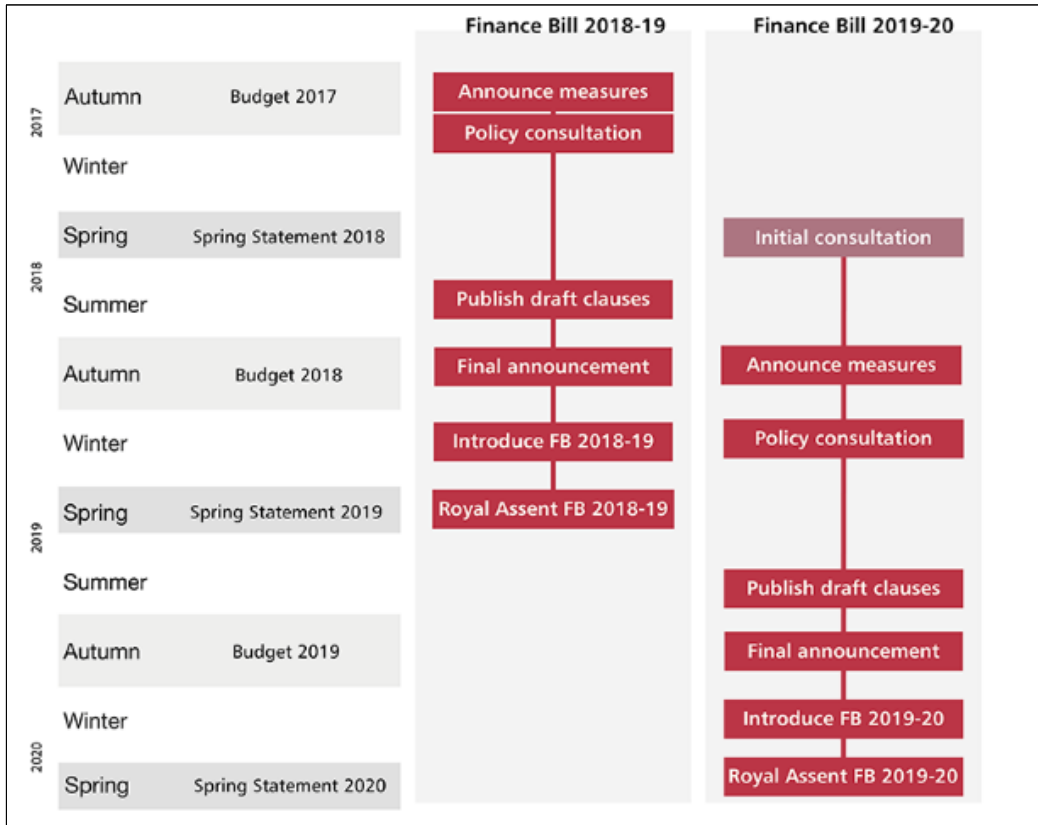 Finance Bill 2018-19 Finance Bill 2019-20
2017
Autumn Budget 2017 Announce measures
Policy consultation
Winter
2018
Spring Spring Statement 2018 Initial consultation
Summer Publish draft clauses
Autumn Budget 2018 Final announcement Announce measures
Winter Introduce FB 2018-19 Policy consultation
2019
Spring Spring Statement 2019 Royal Assent FB 2018-19
Summer Publish draft clauses
Autumn Budget 2019 Final announcement
Winter Introduce FB 2019-20
2020
Spring Spring Statement 2020 Royal Assent FB 2019-20